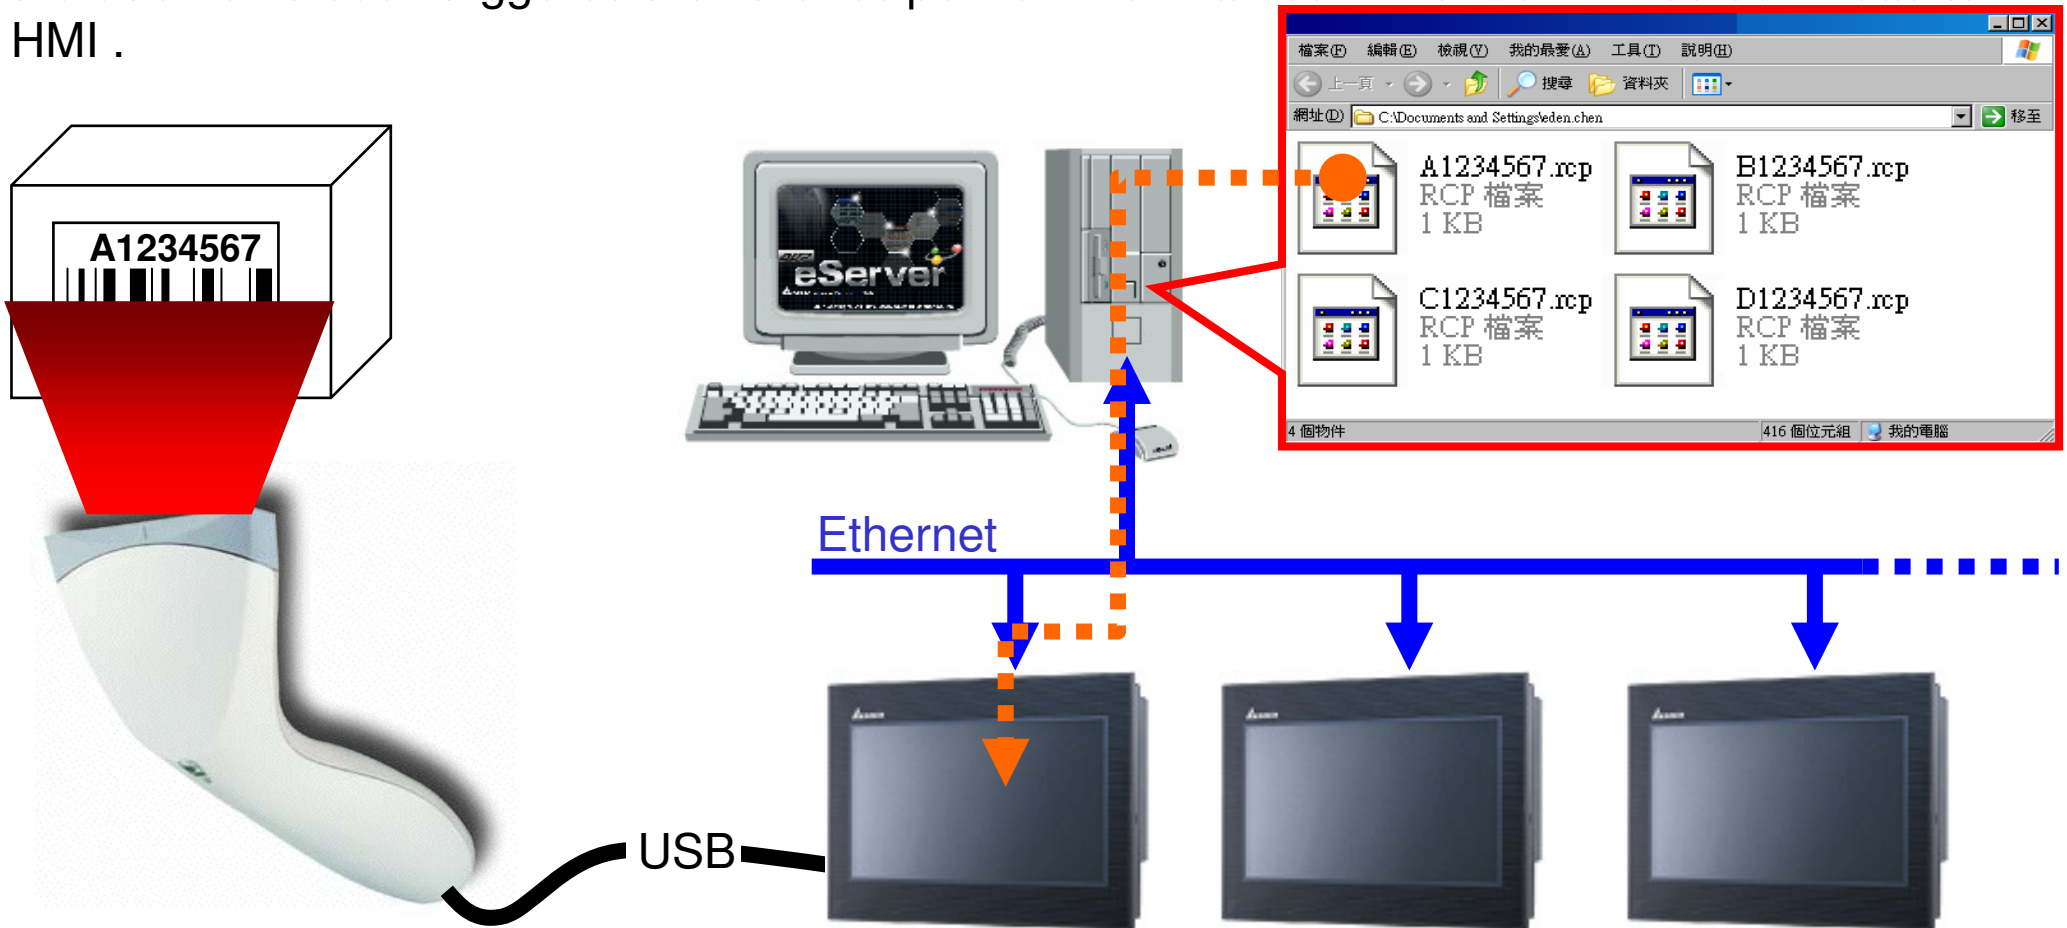 HMI .
檔案(F) 編輯(E) 檢視(V) 我的最愛(A) 工具(T) 說明(H)
上一頁 搜尋 資料夾
網址(D) C:\Documents and Settings\eden.chen 移至
A1234567.rcp
RCP 檔案
1 KB
B1234567.rcp
RCP 檔案
1 KB
C1234567.rcp
RCP 檔案
1 KB
D1234567.rcp
RCP 檔案
1 KB
4 個物件 416 個位元組 我的電腦
A1234567
eServer
Ethernet
USB